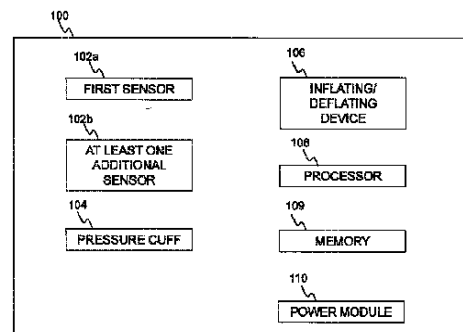 100
102a
FIRST SENSOR
102b
AT LEAST ONE
ADDITIONAL
SENSOR
104
PRESSURE CUFF
106
INFLATING/
DEFLATING
DEVICE
108
PROCESSOR
109
MEMORY
110
POWER MODULE